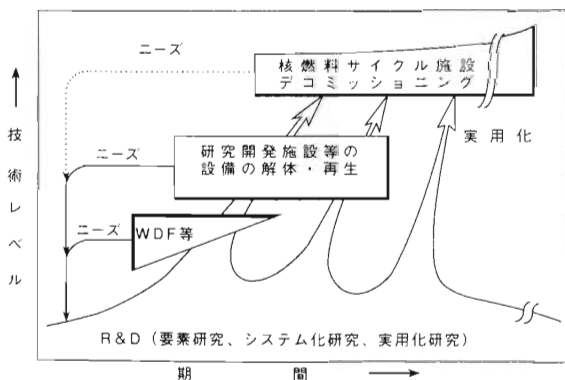 ニーズ
核燃料サイクル施設
デコミッショニング
実用化
研究開発施設等の
設備の解体・再生
ニーズ
ニーズ
WDF等
技術レベル
R&D（要素研究、システム化研究、実用化研究）
期間